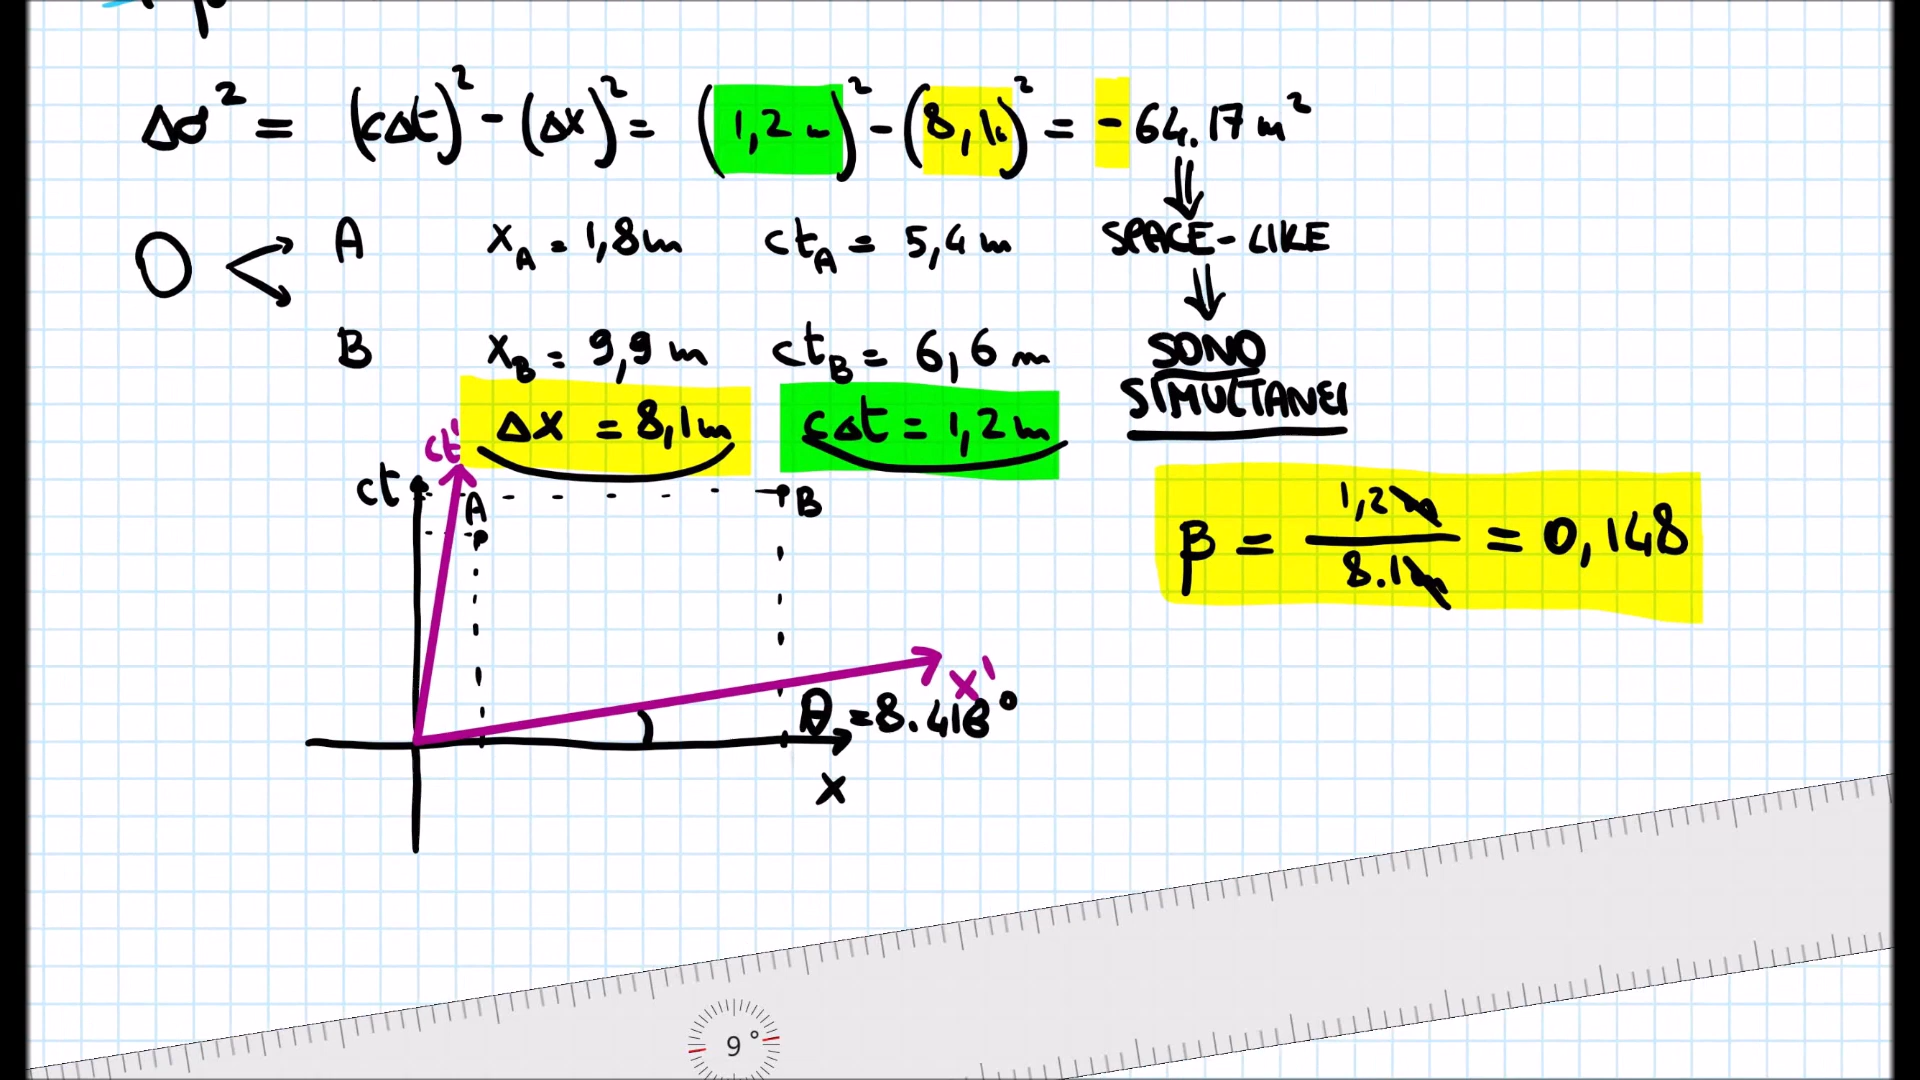 Δσ² = (cΔt)² - (Δx)² = (1,2 m)² - (8,1)² = - 64.17 m²
⇓
O A x_A = 1,8 m ct_A = 5,4 m SPACE-LIKE
⇓
B x_B = 9,9 m ct_B = 6,6 m SONO
SIMULTANEI
Δx = 8,1 m cΔt = 1,2 m
ct'
ct A B
β = 1,2 m / 8.1 m = 0,148
x'
θ = 8.418°
x
9°